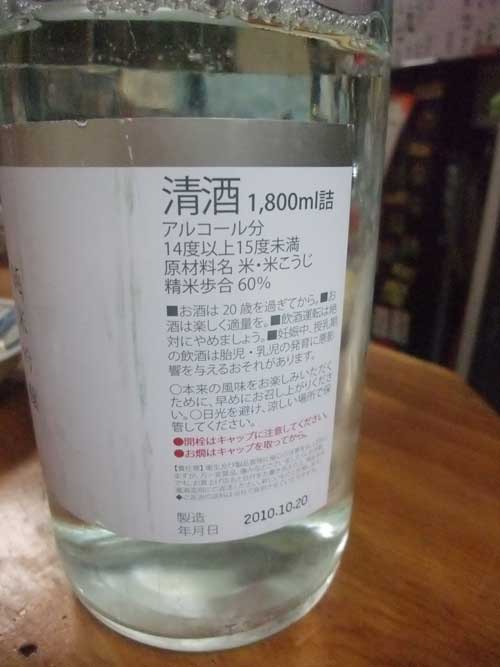 清酒 1,800ml詰
アルコール分
14度以上15度未満
原材料名 米・米こうじ
精米歩合 60%
■お酒は20歳を過ぎてから。■お
酒は楽しく適量を。■飲酒運転は絶
対にやめましょう。■妊娠中、授乳期
の飲酒は胎児・乳児の発育に悪影
響を与えるおそれがあります。
○本来の風味をお楽しみいただく
ために、早めにお召し上がりくださ
い。○日光を避け、涼しい場所で保
管してください。
●開栓はキャップに注意してください。
●お燗はキャップを取ってから。
製造
年月日 2010.10.20